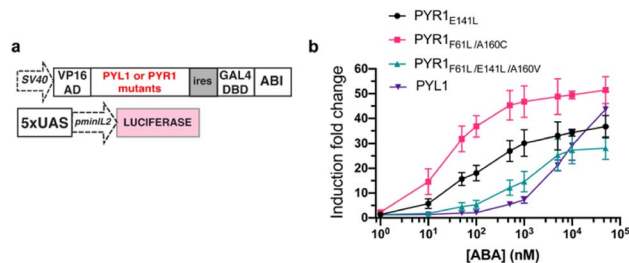 a
SV40
VP16
AD
PYL1 or PYR1
mutants
ires
GAL4
DBD
ABI
5xUAS
pminIL2
LUCIFERASE
b
PYR1E141L
PYR1F61L/A160C
PYR1F61L/E141L/A160V
PYL1
Induction fold change
60
50
40
30
20
10
0
10^0 10^1 10^2 10^3 10^4 10^5
[ABA] (nM)